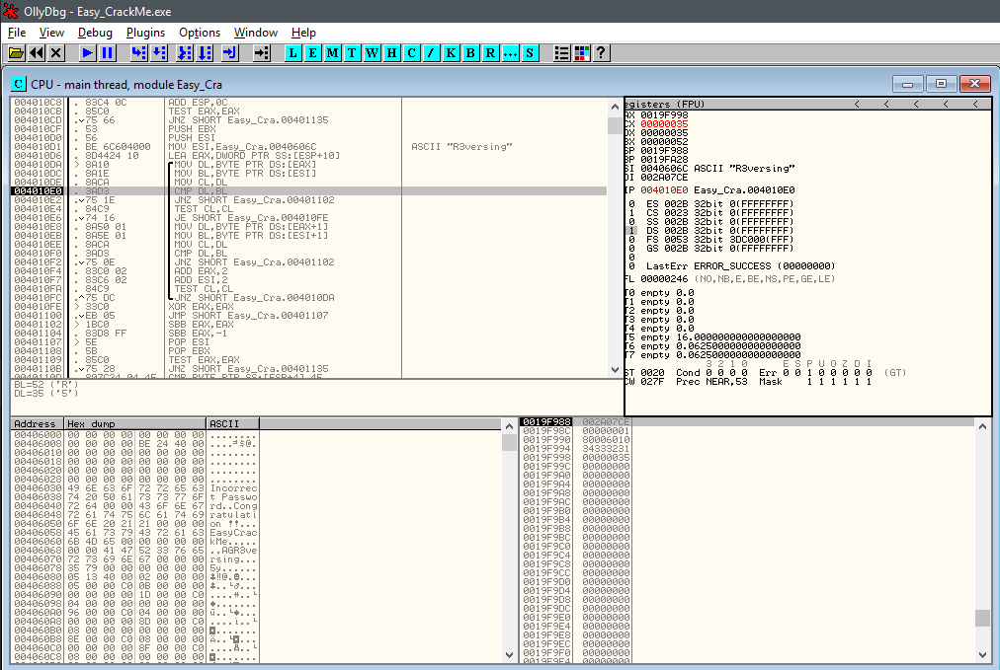 OllyDbg - Easy_CrackMe.exe
File View Debug Plugins Options Window Help
L E M T W H C / K B R ... S ?
C CPU - main thread, module Easy_Cra
004010C8 . 83C4 0C ADD ESP,0C
004010CB . 85C0 TEST EAX,EAX
004010CD .v75 66 JNZ SHORT Easy_Cra.00401135
004010CF . 53 PUSH EBX
004010D0 . 56 PUSH ESI
004010D1 . BE 6C604000 MOV ESI,Easy_Cra.0040606C ASCII "R3versing"
004010D6 . 8D4424 10 LEA EAX,DWORD PTR SS:[ESP+10]
004010DA > 8A10 MOV DL,BYTE PTR DS:[EAX]
004010DC . 8A1E MOV BL,BYTE PTR DS:[ESI]
004010DE . 8ACA MOV CL,DL
004010E0 . 3AD3 CMP DL,BL
004010E2 .v75 1E JNZ SHORT Easy_Cra.00401102
004010E4 . 84C9 TEST CL,CL
004010E6 .v74 16 JE SHORT Easy_Cra.004010FE
004010E8 . 8A50 01 MOV DL,BYTE PTR DS:[EAX+1]
004010EB . 8A5E 01 MOV BL,BYTE PTR DS:[ESI+1]
004010EE . 8ACA MOV CL,DL
004010F0 . 3AD3 CMP DL,BL
004010F2 .v75 0E JNZ SHORT Easy_Cra.00401102
004010F4 . 83C0 02 ADD EAX,2
004010F7 . 83C6 02 ADD ESI,2
004010FA . 84C9 TEST CL,CL
004010FC .^75 DC JNZ SHORT Easy_Cra.004010DA
004010FE > 33C0 XOR EAX,EAX
00401100 .vEB 05 JMP SHORT Easy_Cra.00401107
00401102 > 1BC0 SBB EAX,EAX
00401104 . 83D8 FF SBB EAX,-1
00401107 > 5E POP ESI
00401108 . 5B POP EBX
00401109 . 85C0 TEST EAX,EAX
0040110B .v75 28 JNZ SHORT Easy_Cra.00401135
BL=52 ('R')
DL=35 ('5')
egisters (FPU) < < < < <
AX 0019F998
CX 00000035
DX 00000035
BX 00000052
SP 0019F988
BP 0019FA28
SI 0040606C ASCII "R3versing"
DI 002A07CE
IP 004010E0 Easy_Cra.004010E0
0 ES 002B 32bit 0(FFFFFFFF)
1 CS 0023 32bit 0(FFFFFFFF)
0 SS 002B 32bit 0(FFFFFFFF)
1 DS 002B 32bit 0(FFFFFFFF)
0 FS 0053 32bit 3DC000(FFF)
0 GS 002B 32bit 0(FFFFFFFF)
0
0 LastErr ERROR_SUCCESS (00000000)
FL 00000246 (NO,NB,E,BE,NS,PE,GE,LE)
T0 empty 0.0
T1 empty 0.0
T2 empty 0.0
T3 empty 0.0
T4 empty 0.0
T5 empty 16.000000000000000000
T6 empty 0.0625000000000000000
T7 empty 0.0625000000000000000
3 2 1 0 E S P U O Z D I
ST 0020 Cond 0 0 0 0 Err 0 0 1 0 0 0 0 0 (GT)
CW 027F Prec NEAR,53 Mask 1 1 1 1 1 1
Address Hex dump ASCII
00406000 00 00 00 00 00 00 00 00 ........
00406008 00 00 00 00 BE 24 40 00
00406010 00 00 00 00 00 00 00 00 ........
00406018 00 00 00 00 00 00 00 00 ........
00406020 00 00 00 00 00 00 00 00 ........
00406028 00 00 00 00 00 00 00 00 ........
00406030 49 6E 63 6F 72 72 65 63 Incorrec
00406038 74 20 50 61 73 73 77 6F t Passwo
00406040 72 64 00 00 43 6F 6E 67 rd..Cong
00406048 72 61 74 75 6C 61 74 69 ratulati
00406050 6F 6E 20 21 21 00 00 00 on !!...
00406058 45 61 73 79 43 72 61 63 EasyCrac
00406060 6B 4D 65 00 00 00 00 00 kMe.....
00406068 00 00 41 47 52 33 76 65 ..AGR3ve
00406070 72 73 69 6E 67 00 00 00 rsing...
00406078 35 79 00 00 00 00 00 00 5y......
00406080 05 13 40 00 02 00 00 00
00406088 05 00 00 C0 0B 00 00 00
00406090 00 00 00 00 1D 00 00 C0
00406098 04 00 00 00 00 00 00 00
004060A0 96 00 00 C0 04 00 00 00
004060A8 00 00 00 00 8D 00 00 C0
004060B0 08 00 00 00 00 00 00 00
004060B8 8E 00 00 C0 08 00 00 00
004060C0 00 00 00 00 8F 00 00 C0
004060C8 08 00 00 00 00 00 00 00
0019F988 002A07CE
0019F98C 00000001
0019F990 80006010
0019F994 34333231
0019F998 00000035
0019F99C 00000000
0019F9A0 00000000
0019F9A4 00000000
0019F9A8 00000000
0019F9AC 00000000
0019F9B0 00000000
0019F9B4 00000000
0019F9B8 00000000
0019F9BC 00000000
0019F9C0 00000000
0019F9C4 00000000
0019F9C8 00000000
0019F9CC 00000000
0019F9D0 00000000
0019F9D4 00000000
0019F9D8 00000000
0019F9DC 00000000
0019F9E0 00000000
0019F9E4 00000000
0019F9E8 00000000
0019F9EC 00000000
0019F9F0 00000000
0019F9F4 00000000